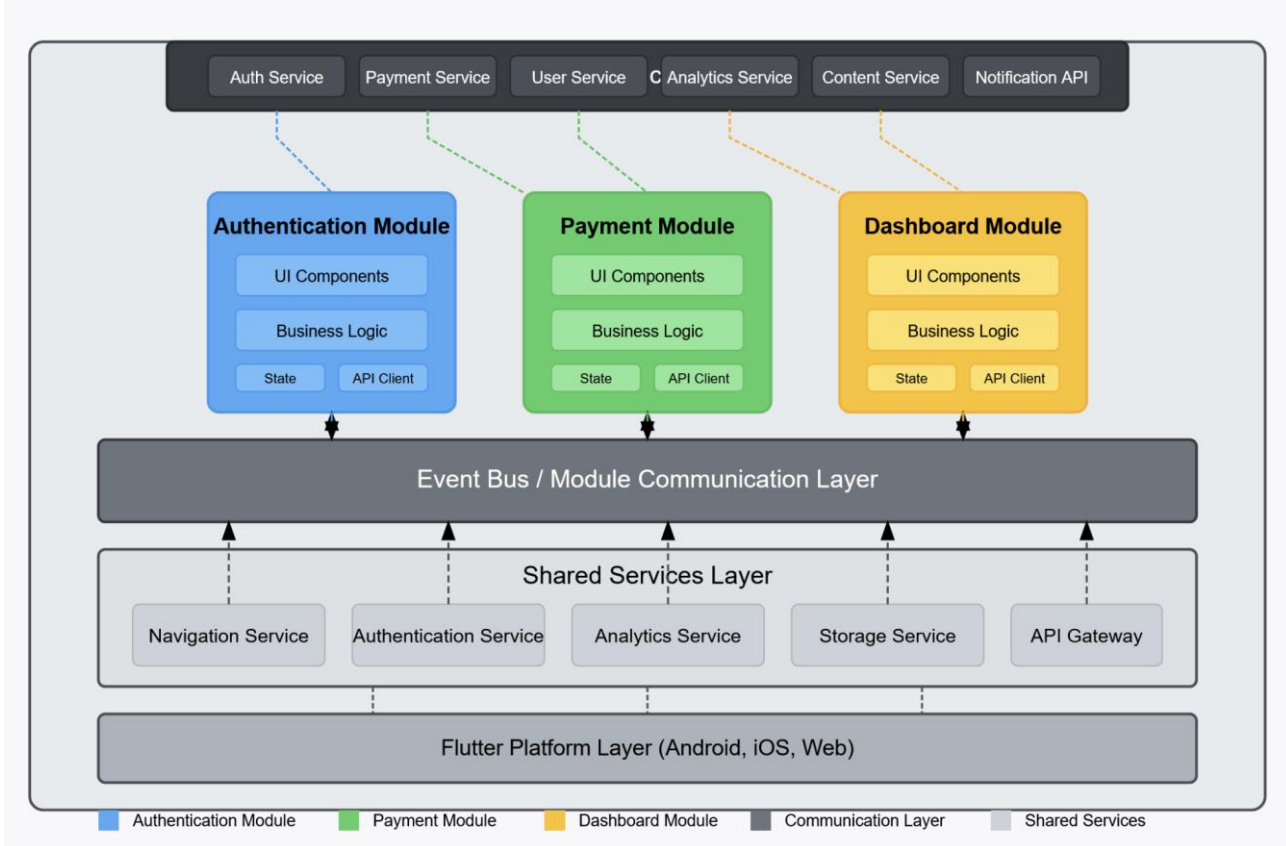 Auth Service
Payment Service
User Service
C
Analytics Service
Content Service
Notification API
Authentication Module
UI Components
Business Logic
State
API Client
Payment Module
UI Components
Business Logic
State
API Client
Dashboard Module
UI Components
Business Logic
State
API Client
Event Bus / Module Communication Layer
Shared Services Layer
Navigation Service
Authentication Service
Analytics Service
Storage Service
API Gateway
Flutter Platform Layer (Android, iOS, Web)
Authentication Module
Payment Module
Dashboard Module
Communication Layer
Shared Services